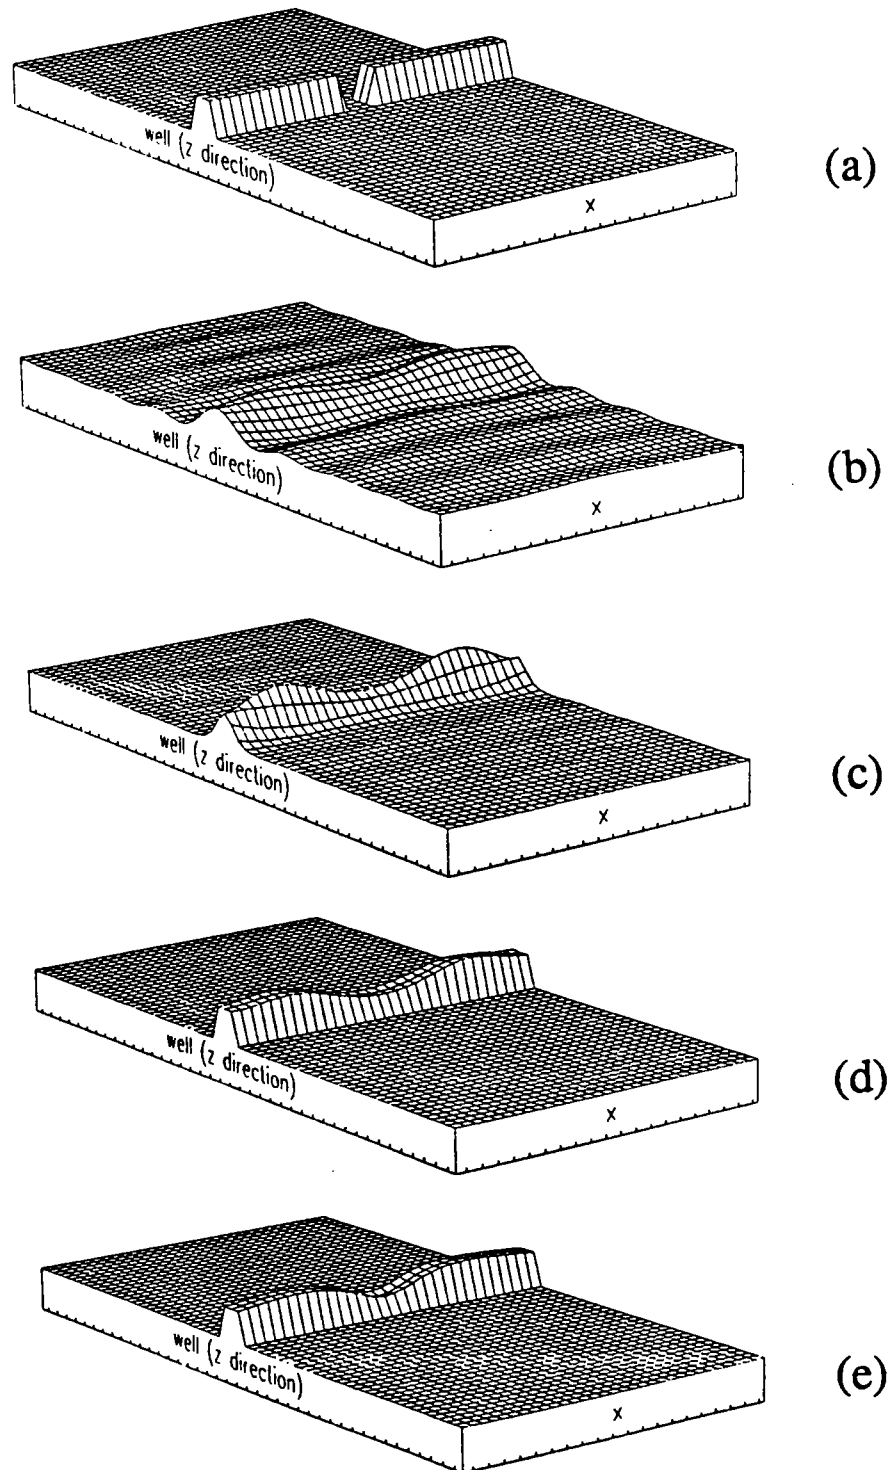 well (z direction)
X
(a)
well (z direction)
X
(b)
well (z direction)
X
(c)
well (z direction)
X
(d)
well (z direction)
X
(e)